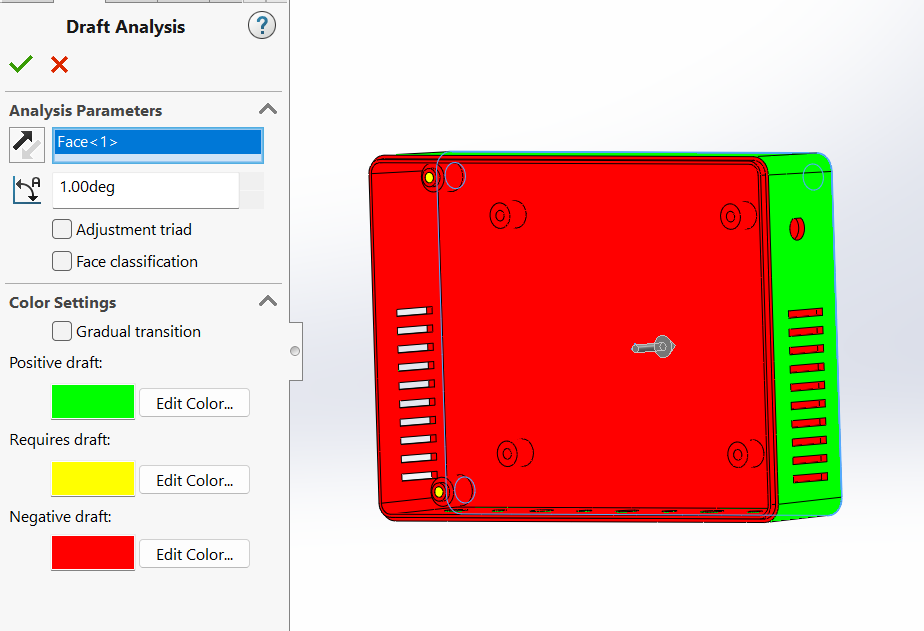 Draft Analysis
?
Analysis Parameters
Face<1>
A
1.00deg
Adjustment triad
Face classification
Color Settings
Gradual transition
Positive draft:
Edit Color...
Requires draft:
Edit Color...
Negative draft:
Edit Color...